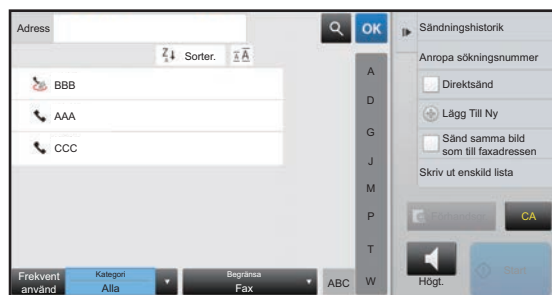 Adress
OK
Sorter.
BBB
AAA
CCC
A
D
G
J
M
P
T
W
Frekvent
använd
Kategori
Alla
Begränsa
Fax
ABC
Sändningshistorik
Anropa sökningsnummer
Direktsänd
Lägg Till Ny
Sänd samma bild
som till faxadressen
Skriv ut enskild lista
CA
Högt.
Start